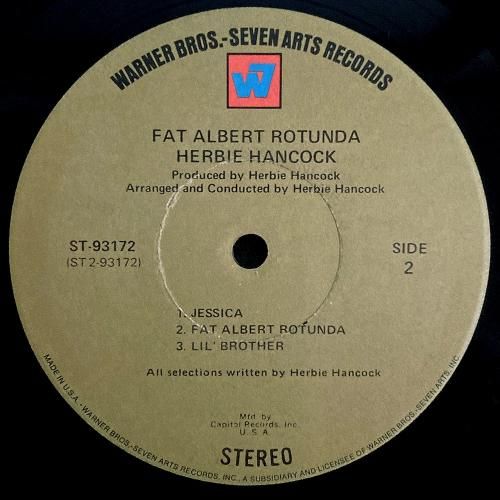 WARNER BROS.-SEVEN ARTS RECORDS
W7
FAT ALBERT ROTUNDA
HERBIE HANCOCK
Produced by Herbie Hancock
Arranged and Conducted by Herbie Hancock
ST-93172
(ST 2-93172)
SIDE
2
1. JESSICA
2. FAT ALBERT ROTUNDA
3. LIL' BROTHER
All selections written by Herbie Hancock
Mfd. by
Capitol Records, Inc.
U. S. A.
STEREO
MADE IN U.S.A. - WARNER BROS.-SEVEN ARTS RECORDS, INC., A SUBSIDIARY AND LICENSEE OF WARNER BROS.-SEVEN ARTS, INC.